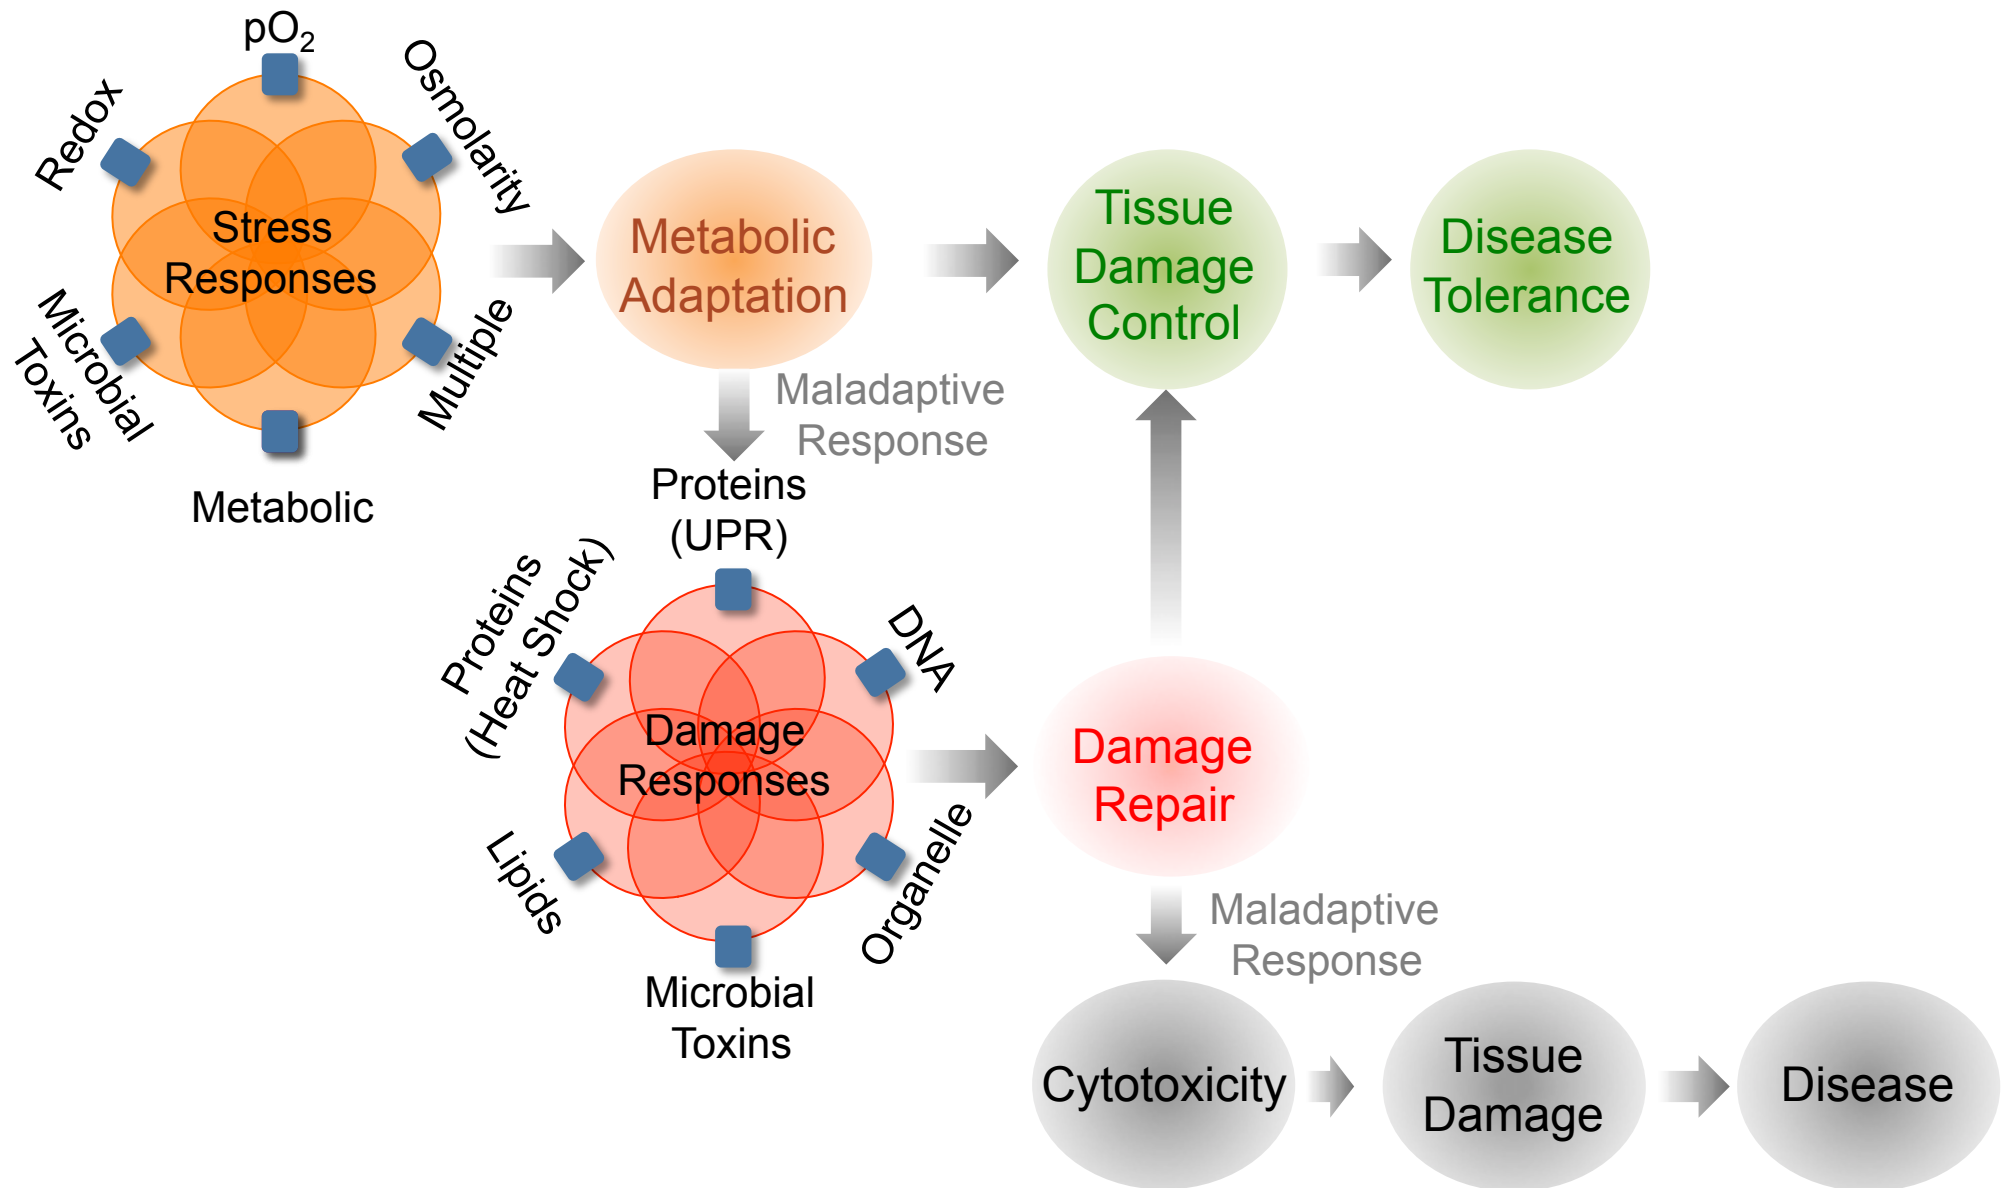 pO₂
Osmolarity
Redox
Stress
Responses
Microbial
Toxins
Multiple
Metabolic
Metabolic
Adaptation
Tissue
Damage
Control
Disease
Tolerance
Maladaptive
Response
Proteins
(UPR)
Proteins
(Heat Shock)
DNA
Damage
Responses
Lipids
Organelle
Microbial
Toxins
Damage
Repair
Maladaptive
Response
Cytotoxicity
Tissue
Damage
Disease